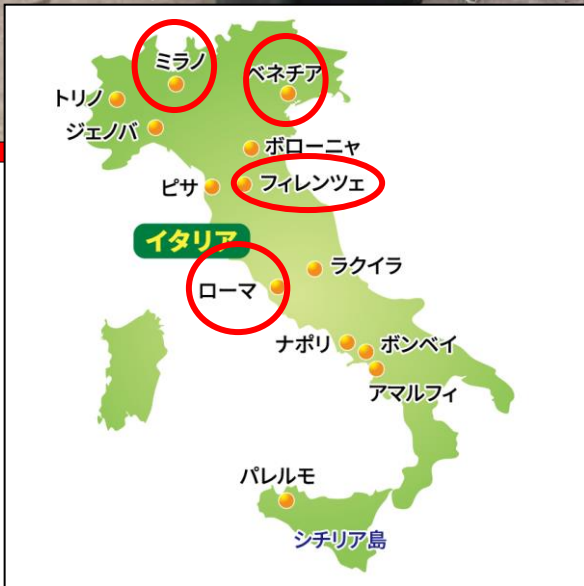 ミラノ
ベネチア
トリノ
ジェノバ
ボローニャ
ピサ
フィレンツェ
イタリア
ラクイラ
ローマ
ナポリ
ボンベイ
アマルフィ
パレルモ
シチリア島